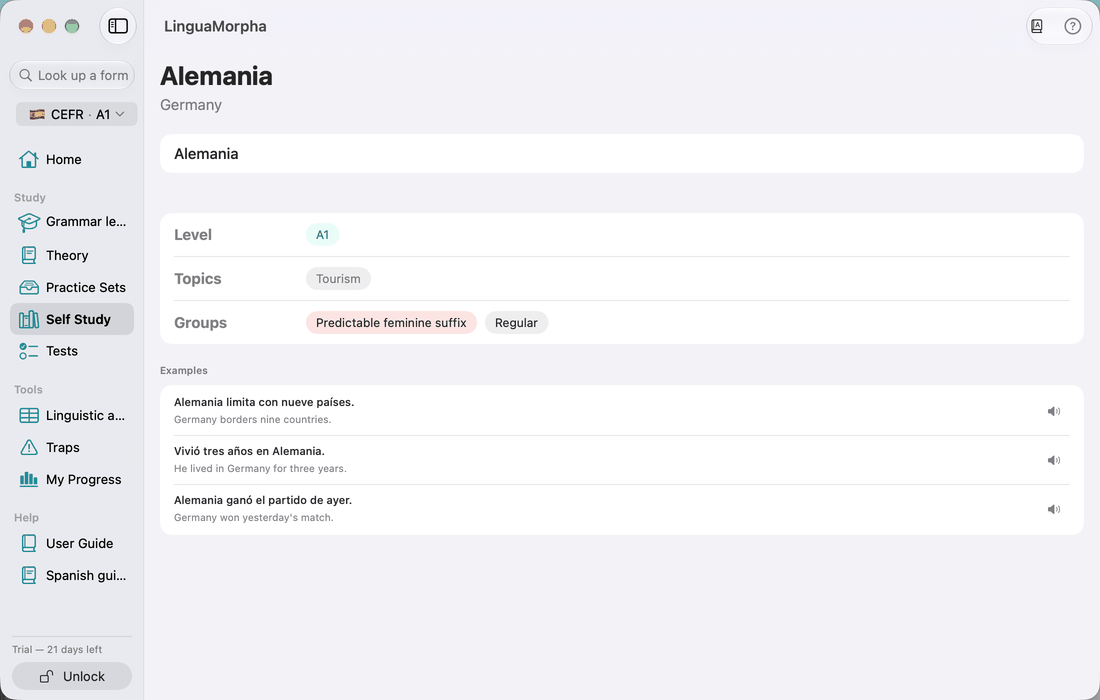 LinguaMorpha
Look up a form
CEFR · A1
Home
Study
Grammar le...
Theory
Practice Sets
Self Study
Tests
Tools
Linguistic a...
Traps
My Progress
Help
User Guide
Spanish gui...
Trial — 21 days left
Unlock
Alemania
Germany
Alemania
Level A1
Topics Tourism
Groups Predictable feminine suffix Regular
Examples
Alemania limita con nueve países.
Germany borders nine countries.
Vivió tres años en Alemania.
He lived in Germany for three years.
Alemania ganó el partido de ayer.
Germany won yesterday's match.